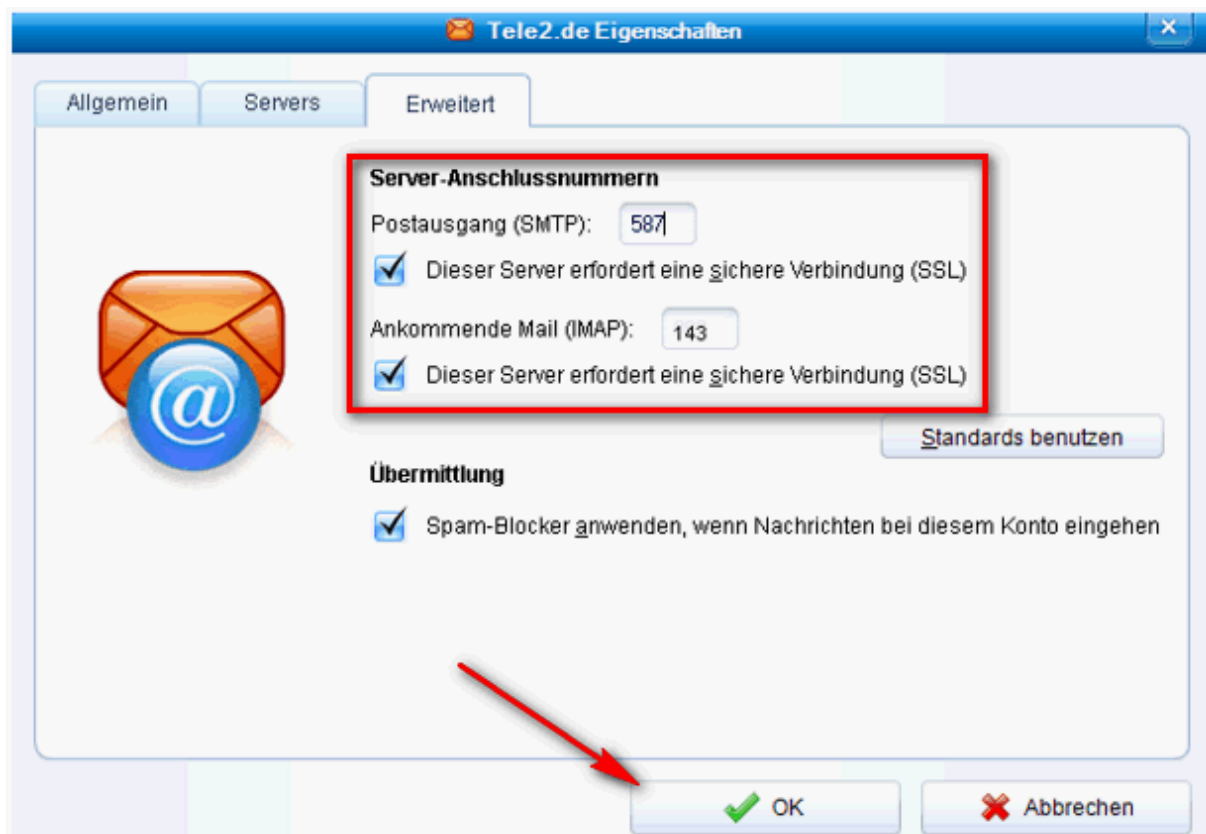 Tele2.de Eigenschaften
Allgemein Servers Erweitert
Server-Anschlussnummern
Postausgang (SMTP): 587
Dieser Server erfordert eine sichere Verbindung (SSL)
Ankommende Mail (IMAP): 143
Dieser Server erfordert eine sichere Verbindung (SSL)
Standards benutzen
Übermittlung
Spam-Blocker anwenden, wenn Nachrichten bei diesem Konto eingehen
OK Abbrechen